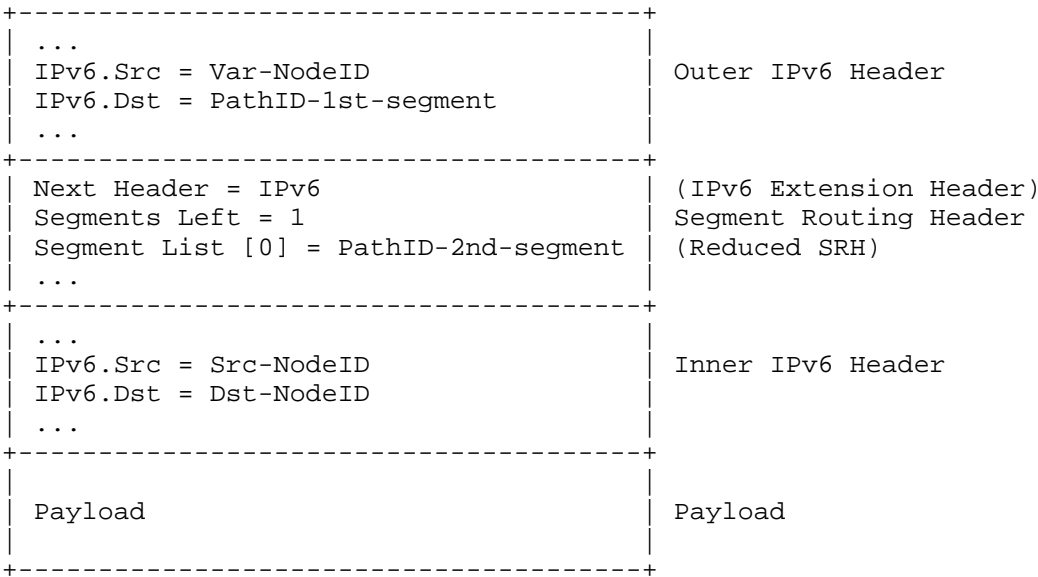 +---------------------------------------+
| ... |
| IPv6.Src = Var-NodeID | Outer IPv6 Header
| IPv6.Dst = PathID-1st-segment |
| ... |
+---------------------------------------+
| Next Header = IPv6 | (IPv6 Extension Header)
| Segments Left = 1 | Segment Routing Header
| Segment List [0] = PathID-2nd-segment | (Reduced SRH)
| ... |
+---------------------------------------+
| ... |
| IPv6.Src = Src-NodeID | Inner IPv6 Header
| IPv6.Dst = Dst-NodeID |
| ... |
+---------------------------------------+
| |
| Payload | Payload
| |
+---------------------------------------+